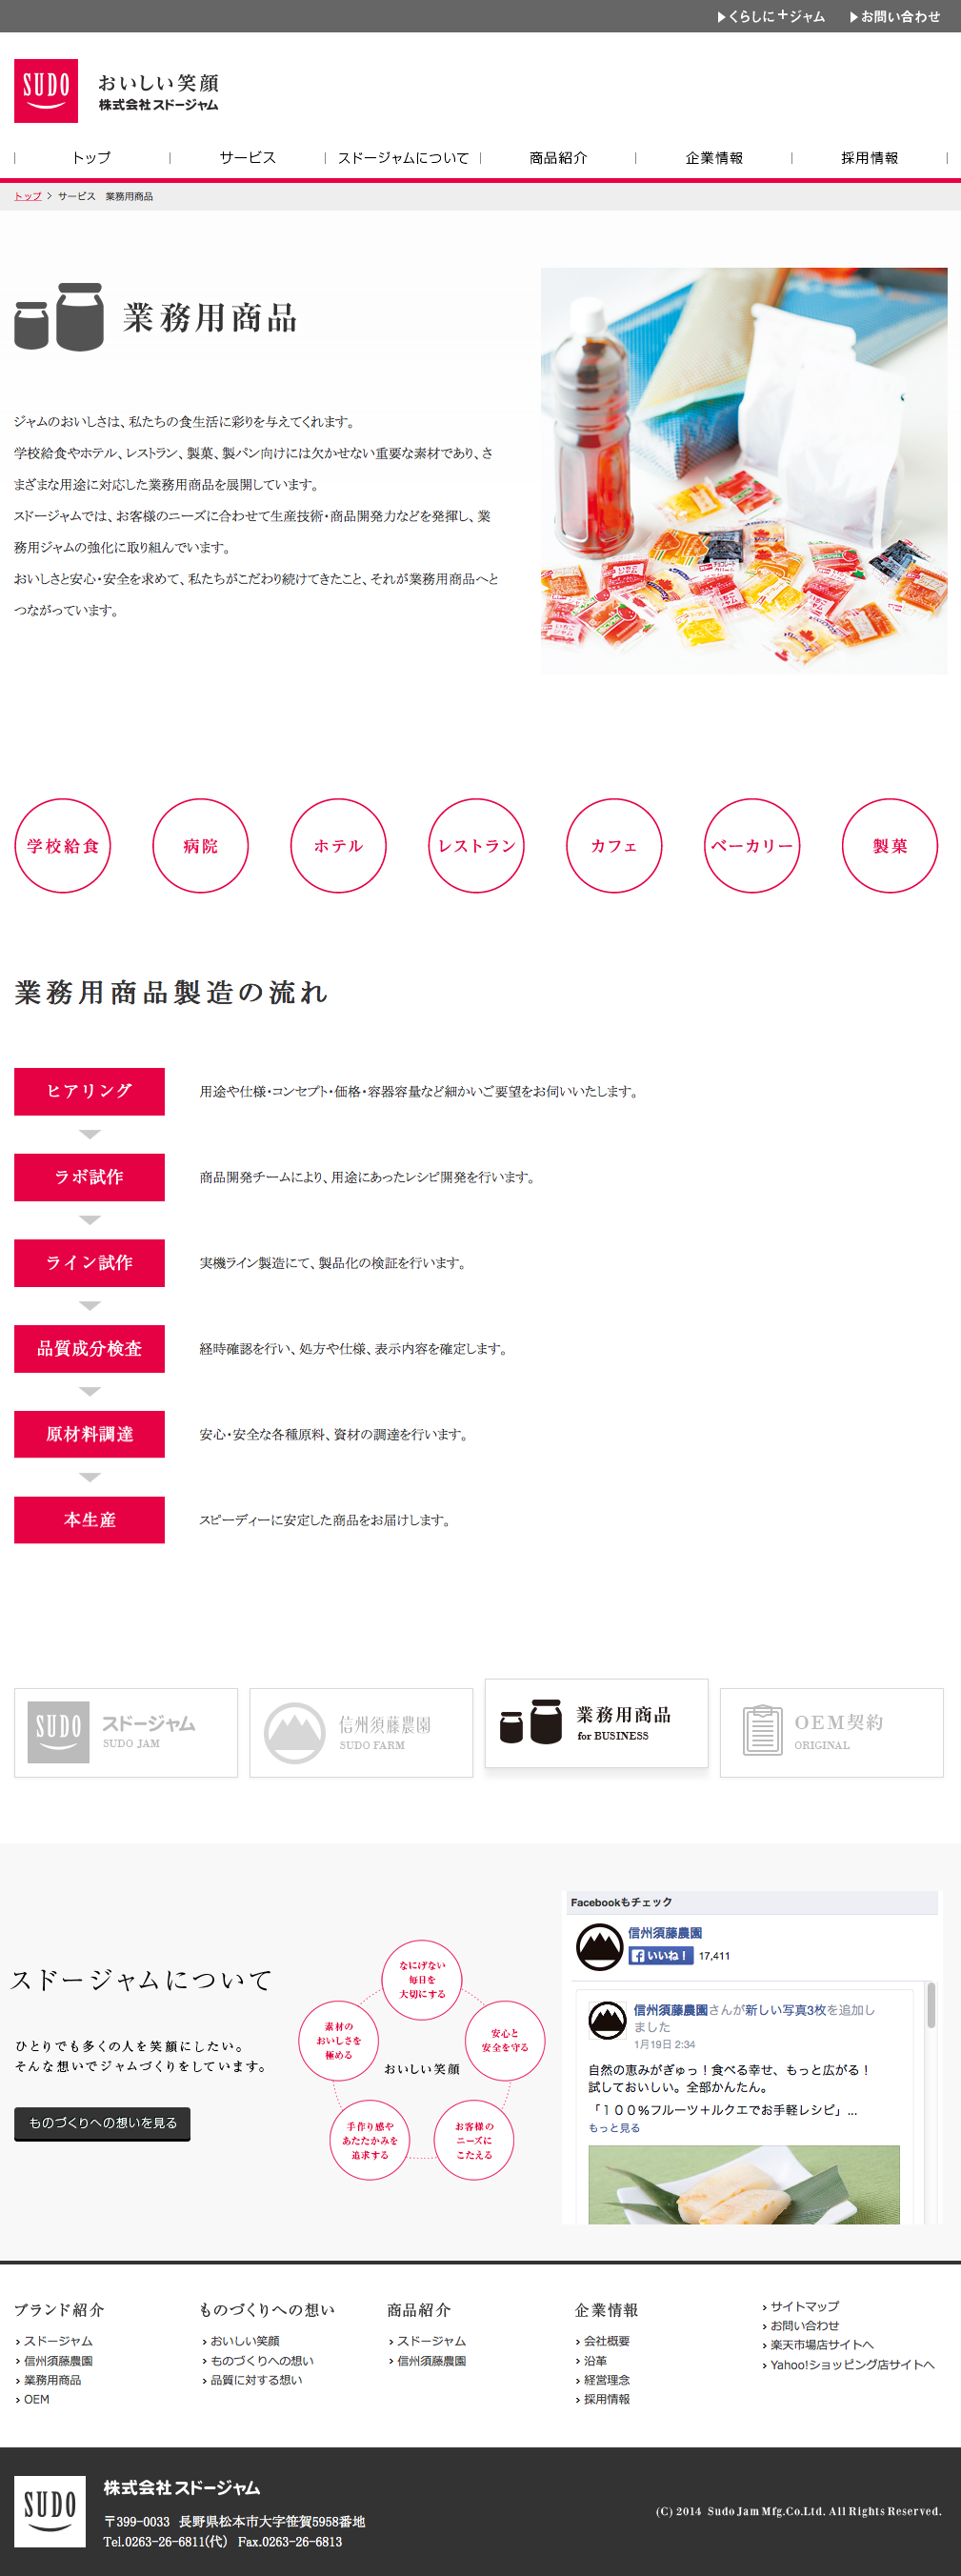 くらしに＋ジャム
お問い合わせ
SUDO
おいしい笑顔
株式会社スドージャム
トップ
サービス
スドージャムについて
商品紹介
企業情報
採用情報
トップ > サービス　業務用商品
業務用商品
ジャムのおいしさは、私たちの食生活に彩りを与えてくれます。
学校給食やホテル、レストラン、製菓、製パン向けには欠かせない重要な素材であり、さ
まざまな用途に対応した業務用商品を展開しています。
スドージャムでは、お客様のニーズに合わせて生産技術・商品開発力などを発揮し、業
務用ジャムの強化に取り組んでいます。
おいしさと安心・安全を求めて、私たちがこだわり続けてきたこと、それが業務用商品へと
つながっています。
学校給食
病院
ホテル
レストラン
カフェ
ベーカリー
製菓
業務用商品製造の流れ
ヒアリング
用途や仕様・コンセプト・価格・容器容量など細かいご要望をお伺いいたします。
ラボ試作
商品開発チームにより、用途にあったレシピ開発を行います。
ライン試作
実機ライン製造にて、製品化の検証を行います。
品質成分検査
経時確認を行い、処方や仕様、表示内容を確定します。
原材料調達
安心・安全な各種原料、資材の調達を行います。
本生産
スピーディーに安定した商品をお届けします。
SUDO
スドージャム
SUDO JAM
信州須藤農園
SUDO FARM
業務用商品
for BUSINESS
OEM契約
ORIGINAL
スドージャムについて
ひとりでも多くの人を笑顔にしたい。
そんな想いでジャムづくりをしています。
ものづくりへの想いを見る
なにげない
毎日を
大切にする
素材の
おいしさを
極める
安心と
安全を守る
おいしい笑顔
手作り感や
あたたかみを
追求する
お客様の
ニーズに
こたえる
Facebookもチェック
信州須藤農園
いいね！ 17,411
信州須藤農園さんが新しい写真3枚を追加し
ました
1月19日 2:34
自然の恵みがぎゅっ！食べる幸せ、もっと広がる！
試しておいしい。全部かんたん。
「１００％フルーツ＋ルクエでお手軽レシピ」...
もっと見る
ブランド紹介
スドージャム
信州須藤農園
業務用商品
OEM
ものづくりへの想い
おいしい笑顔
ものづくりへの想い
品質に対する想い
商品紹介
スドージャム
信州須藤農園
企業情報
会社概要
沿革
経営理念
採用情報
サイトマップ
お問い合わせ
楽天市場店サイトへ
Yahoo!ショッピング店サイトへ
SUDO
株式会社スドージャム
〒399-0033　長野県松本市大字笹賀5958番地
Tel.0263-26-6811(代)　Fax.0263-26-6813
(C) 2014 Sudo Jam Mfg.Co.Ltd. All Rights Reserved.